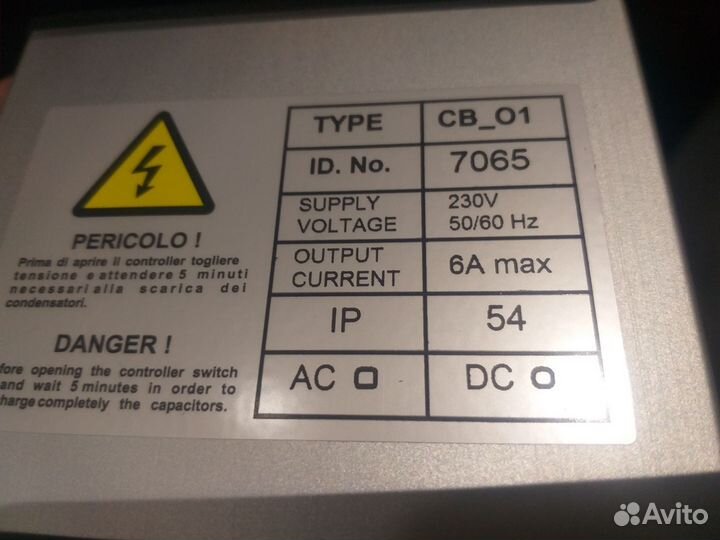 PERICOLO !
Prima di aprire il controller togliere
tensione e attendere 5 minuti
necessari alla scarica dei
condensatori.
DANGER !
opening the controller switch
and wait 5 minutes in order to
completely the capacitors.
TYPE CB_O1
ID. No. 7065
SUPPLY VOLTAGE 230V 50/60 Hz
OUTPUT CURRENT 6A max
IP 54
AC DC
Avito